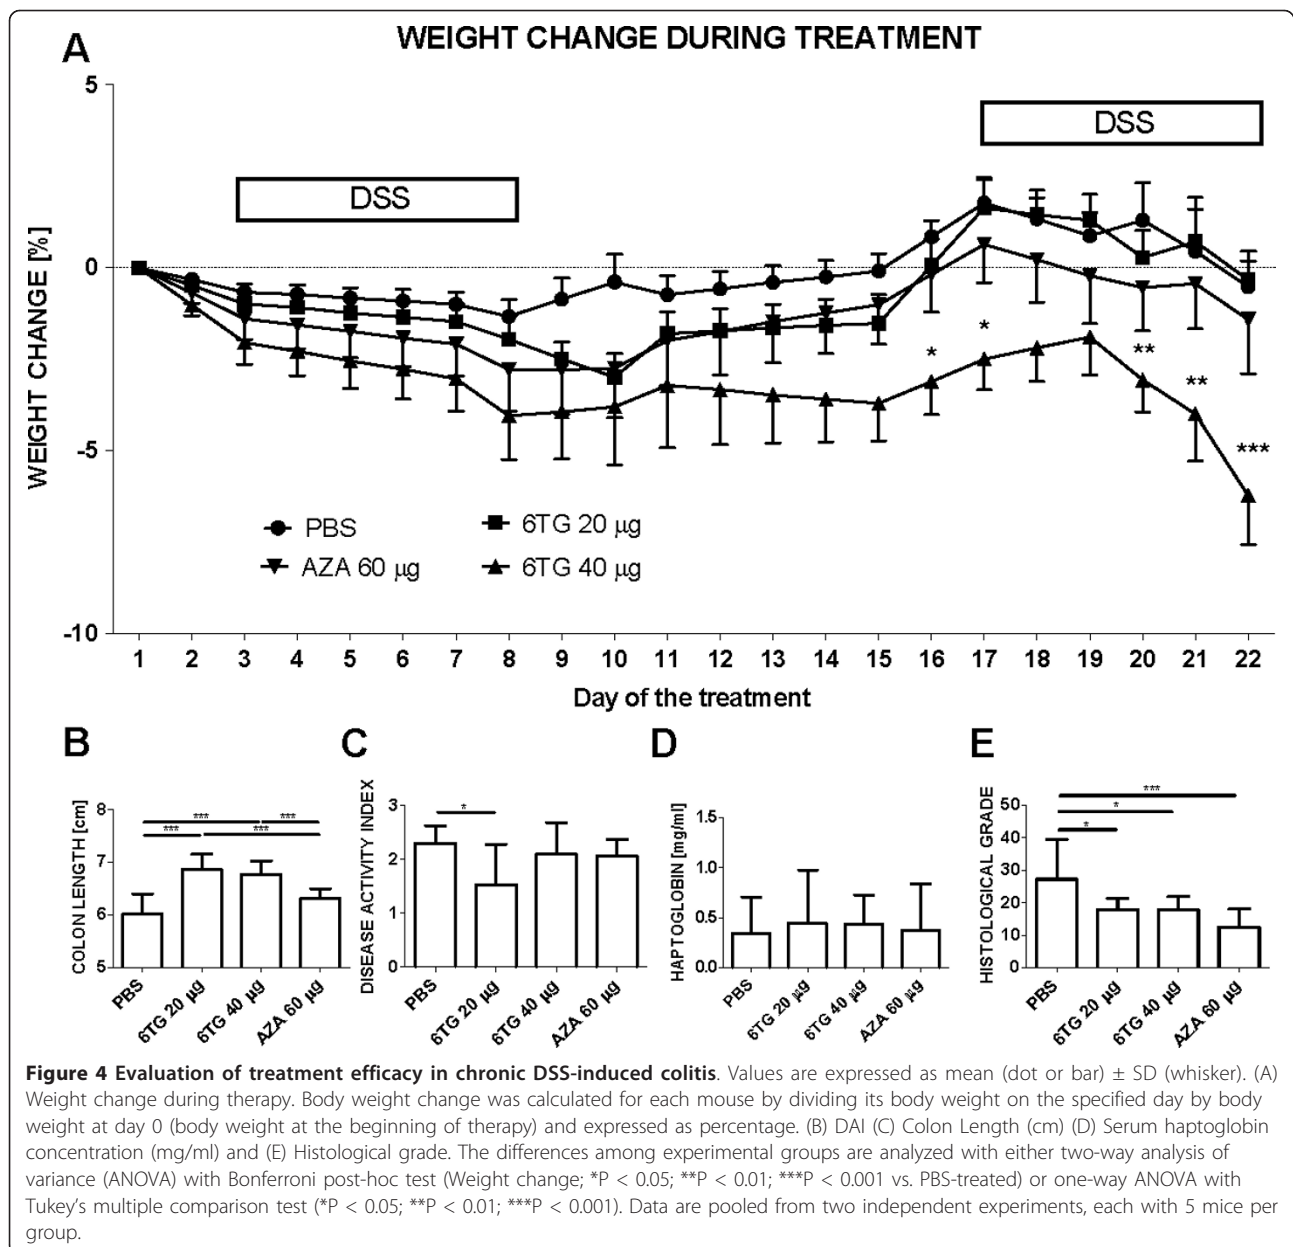 A
WEIGHT CHANGE DURING TREATMENT
WEIGHT CHANGE [%]
5
0
-5
-10
DSS
DSS
*
*
**
**
***
PBS
6TG 20 µg
AZA 60 µg
6TG 40 µg
1 2 3 4 5 6 7 8 9 10 11 12 13 14 15 16 17 18 19 20 21 22
Day of the treatment
B
COLON LENGTH [cm]
8
7
6
5
*** ***
*** ***
PBS
6TG 20 µg
6TG 40 µg
AZA 60 µg
C
DISEASE ACTIVITY INDEX
3
2
1
0
*
PBS
6TG 20 µg
6TG 40 µg
AZA 60 µg
D
HAPTOGLOBIN [mg/ml]
1.5
1.0
0.5
0.0
PBS
6TG 20 µg
6TG 40 µg
AZA 60 µg
E
HISTOLOGICAL GRADE
50
40
30
20
10
0
***
*
*
PBS
6TG 20 µg
6TG 40 µg
AZA 60 µg
Figure 4 Evaluation of treatment efficacy in chronic DSS-induced colitis. Values are expressed as mean (dot or bar) ± SD (whisker). (A)
Weight change during therapy. Body weight change was calculated for each mouse by dividing its body weight on the specified day by body
weight at day 0 (body weight at the beginning of therapy) and expressed as percentage. (B) DAI (C) Colon Length (cm) (D) Serum haptoglobin
concentration (mg/ml) and (E) Histological grade. The differences among experimental groups are analyzed with either two-way analysis of
variance (ANOVA) with Bonferroni post-hoc test (Weight change; *P < 0.05; **P < 0.01; ***P < 0.001 vs. PBS-treated) or one-way ANOVA with
Tukey's multiple comparison test (*P < 0.05; **P < 0.01; ***P < 0.001). Data are pooled from two independent experiments, each with 5 mice per
group.